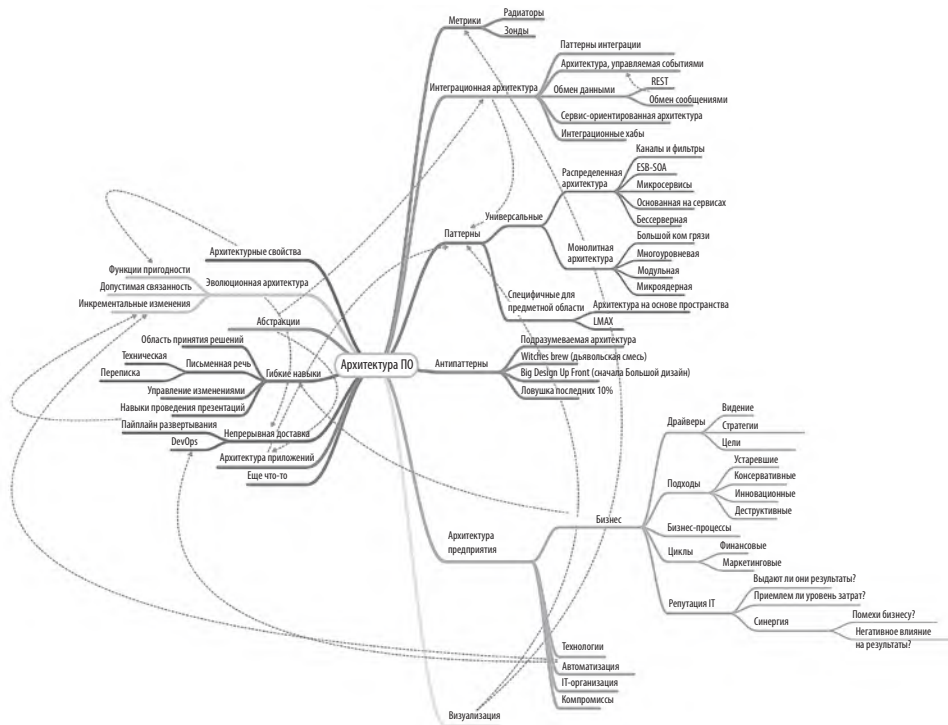 Метрики
Радиаторы
Зонды
Интеграционная архитектура
Паттерны интеграции
Архитектура, управляемая событиями
Обмен данными
REST
Обмен сообщениями
Сервис-ориентированная архитектура
Интеграционные хабы
Паттерны
Универсальные
Распределенная
архитектура
Каналы и фильтры
ESB-SOA
Микросервисы
Основанная на сервисах
Бессерверная
Монолитная
архитектура
Большой ком грязи
Многоуровневая
Модульная
Микроядерная
Специфичные для
предметной области
Архитектура на основе пространства
LMAX
Антипаттерны
Подразумеваемая архитектура
Witches brew (дьявольская смесь)
Big Design Up Front (сначала Большой дизайн)
Ловушка последних 10%
Архитектура ПО
Архитектурные свойства
Эволюционная архитектура
Функции пригодности
Допустимая связанность
Инкрементальные изменения
Абстракции
Гибкие навыки
Область принятия решений
Письменная речь
Техническая
Переписка
Управление изменениями
Навыки проведения презентаций
Непрерывная доставка
Пайплайн развертывания
DevOps
Архитектура приложений
Еще что-то
Архитектура
предприятия
Бизнес
Драйверы
Видение
Стратегии
Цели
Подходы
Устаревшие
Консервативные
Инновационные
Деструктивные
Бизнес-процессы
Циклы
Финансовые
Маркетинговые
Репутация IT
Выдают ли они результаты?
Приемлем ли уровень затрат?
Синергия
Помехи бизнесу?
Негативное влияние
на результаты?
Технологии
Автоматизация
IT-организация
Компромиссы
Визуализация